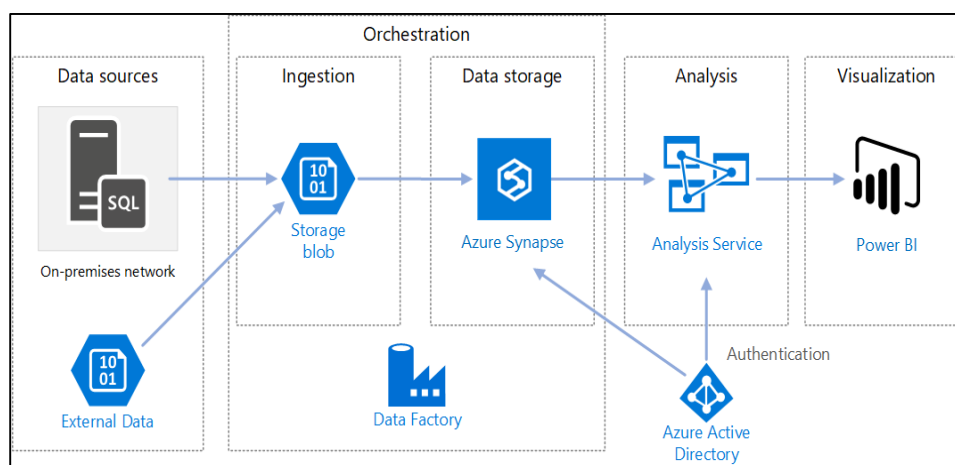 Orchestration
Data sources
Ingestion
Data storage
Analysis
Visualization
SQL
On-premises network
10
01
Storage
blob
Azure Synapse
Analysis Service
Power BI
10
01
External Data
Data Factory
Authentication
Azure Active
Directory